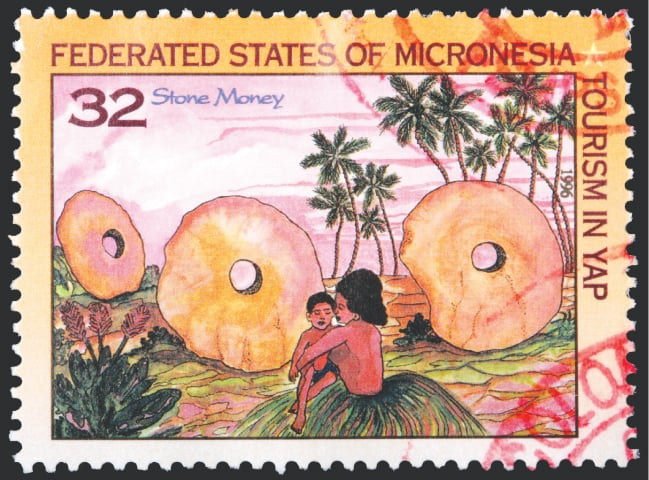 FEDERATED STATES OF MICRONESIA
32 Stone Money
TOURISM IN YAP
1996